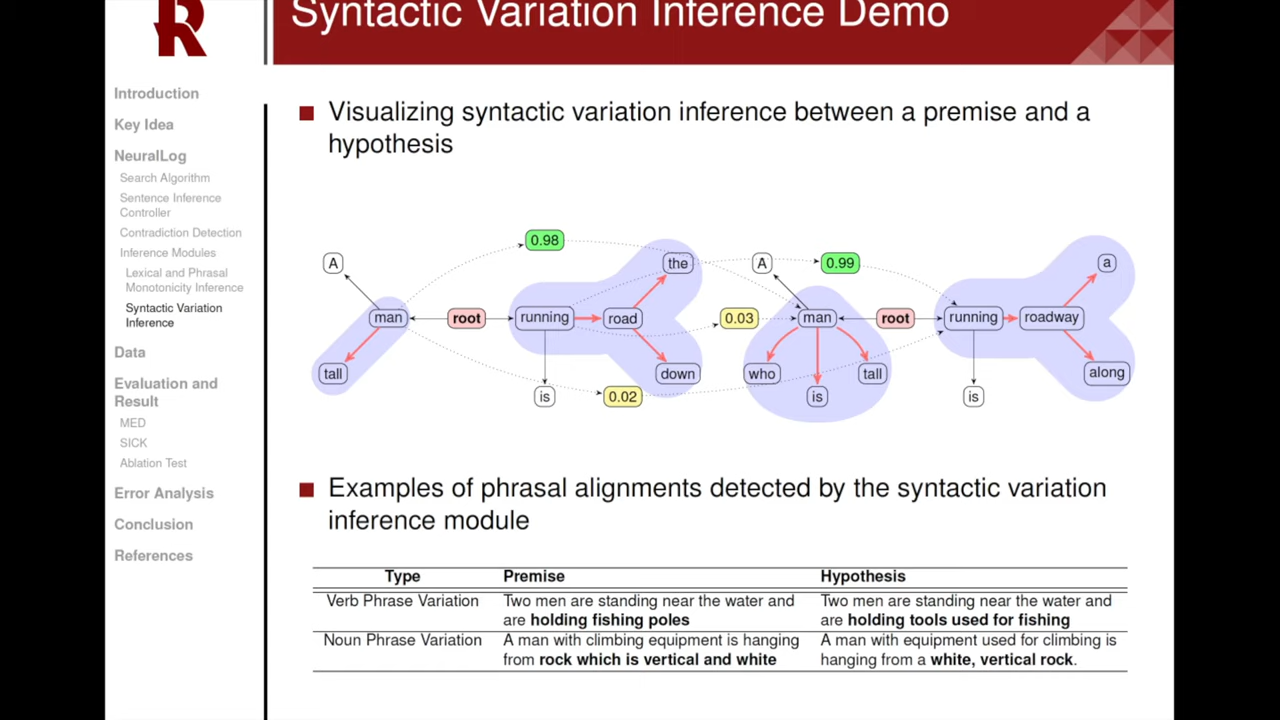 Syntactic Variation Inference Demo
R
Introduction
Key Idea
NeuralLog
Search Algorithm
Sentence Inference
Controller
Contradiction Detection
Inference Modules
Lexical and Phrasal
Monotonicity Inference
Syntactic Variation
Inference
Data
Evaluation and
Result
MED
SICK
Ablation Test
Error Analysis
Conclusion
References
Visualizing syntactic variation inference between a premise and a
hypothesis
0.98
A the A 0.99 a
man root running road 0.03 man root running roadway
tall down who tall along
is 0.02 is is
Examples of phrasal alignments detected by the syntactic variation
inference module
Type Premise Hypothesis
Verb Phrase Variation Two men are standing near the water and Two men are standing near the water and
are holding fishing poles are holding tools used for fishing
Noun Phrase Variation A man with climbing equipment is hanging A man with equipment used for climbing is
from rock which is vertical and white hanging from a white, vertical rock.